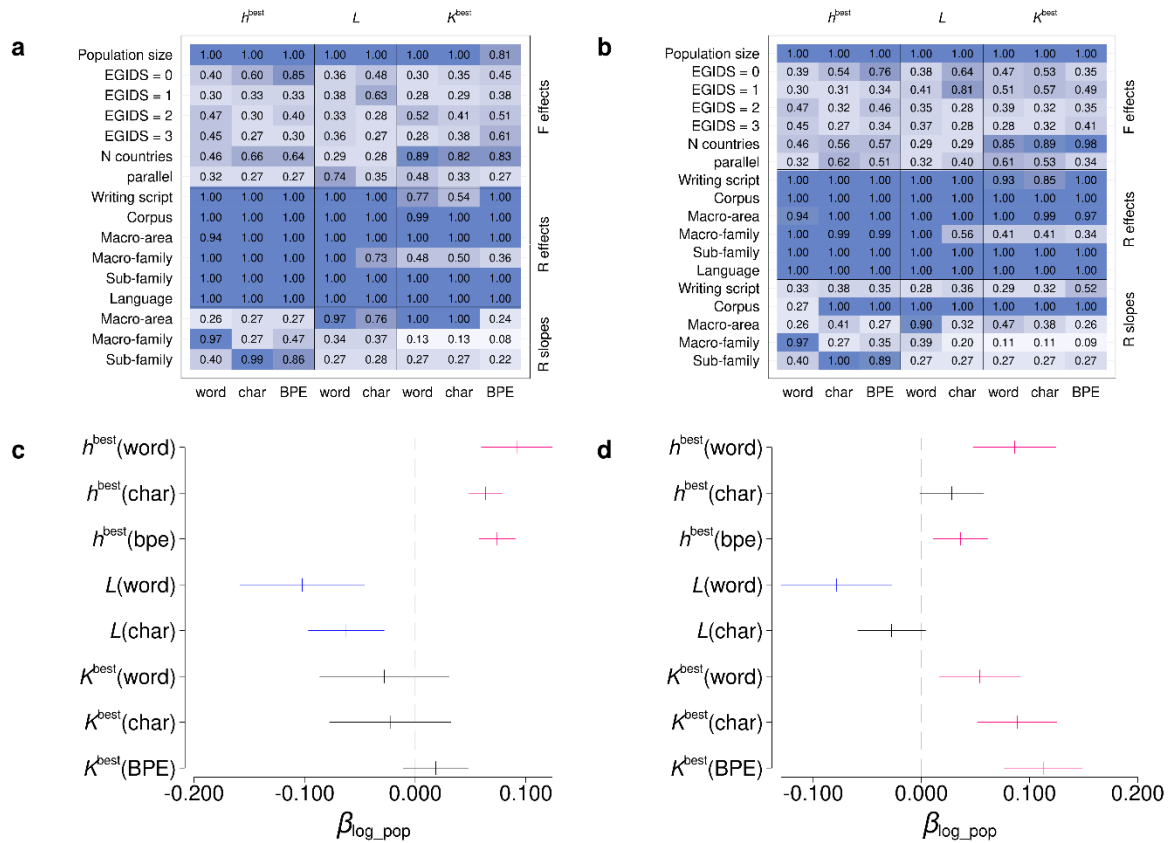 h^best L K^best
a
Population size 1.00 1.00 1.00 1.00 1.00 1.00 1.00 0.81
EGIDS = 0 0.40 0.60 0.85 0.36 0.48 0.30 0.35 0.45
EGIDS = 1 0.30 0.33 0.33 0.38 0.63 0.28 0.29 0.38
EGIDS = 2 0.47 0.30 0.40 0.33 0.28 0.52 0.41 0.51
EGIDS = 3 0.45 0.27 0.30 0.36 0.27 0.28 0.38 0.61
N countries 0.46 0.66 0.64 0.29 0.28 0.89 0.82 0.83
parallel 0.32 0.27 0.27 0.74 0.35 0.48 0.33 0.27
Writing script 1.00 1.00 1.00 1.00 1.00 0.77 0.54 1.00
Corpus 1.00 1.00 1.00 1.00 1.00 0.99 1.00 1.00
Macro-area 0.94 1.00 1.00 1.00 1.00 1.00 1.00 1.00
Macro-family 1.00 1.00 1.00 1.00 0.73 0.48 0.50 0.36
Sub-family 1.00 1.00 1.00 1.00 1.00 1.00 1.00 1.00
Language 1.00 1.00 1.00 1.00 1.00 1.00 1.00 1.00
Macro-area 0.26 0.27 0.27 0.97 0.76 1.00 1.00 0.24
Macro-family 0.97 0.27 0.47 0.34 0.37 0.13 0.13 0.08
Sub-family 0.40 0.99 0.86 0.27 0.28 0.27 0.27 0.22
word char BPE word char word char BPE
F effects
R effects
R slopes
h^best L K^best
b
Population size 1.00 1.00 1.00 1.00 1.00 1.00 1.00 1.00
EGIDS = 0 0.39 0.54 0.76 0.38 0.64 0.47 0.53 0.35
EGIDS = 1 0.30 0.31 0.34 0.41 0.81 0.51 0.57 0.49
EGIDS = 2 0.47 0.32 0.46 0.35 0.28 0.39 0.32 0.35
EGIDS = 3 0.45 0.27 0.34 0.37 0.28 0.28 0.32 0.41
N countries 0.46 0.56 0.57 0.29 0.29 0.85 0.89 0.98
parallel 0.32 0.62 0.51 0.32 0.40 0.61 0.53 0.34
Writing script 1.00 1.00 1.00 1.00 1.00 0.93 0.85 1.00
Corpus 1.00 1.00 1.00 1.00 1.00 1.00 1.00 1.00
Macro-area 0.94 1.00 1.00 1.00 1.00 1.00 0.99 0.97
Macro-family 1.00 0.99 0.99 1.00 0.56 0.41 0.41 0.34
Sub-family 1.00 1.00 1.00 1.00 1.00 1.00 1.00 1.00
Language 1.00 1.00 1.00 1.00 1.00 1.00 1.00 1.00
Writing script 0.33 0.38 0.35 0.28 0.36 0.29 0.32 0.52
Corpus 0.27 1.00 1.00 1.00 1.00 1.00 1.00 1.00
Macro-area 0.26 0.41 0.27 0.90 0.32 0.47 0.38 0.26
Macro-family 0.97 0.27 0.35 0.39 0.20 0.11 0.11 0.09
Sub-family 0.40 1.00 0.89 0.27 0.27 0.27 0.27 0.27
word char BPE word char word char BPE
F effects
R effects
R slopes
c
h^best(word)
h^best(char)
h^best(bpe)
L(word)
L(char)
K^best(word)
K^best(char)
K^best(BPE)
-0.200 -0.100 0.000 0.100
β_log_pop
d
h^best(word)
h^best(char)
h^best(bpe)
L(word)
L(char)
K^best(word)
K^best(char)
K^best(BPE)
-0.100 0.000 0.100 0.200
β_log_pop